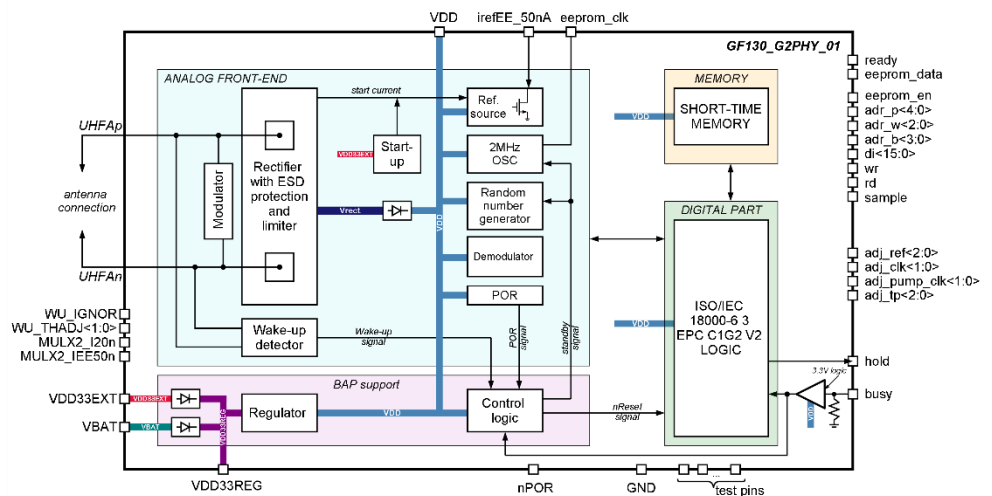 VDD
irefEE_50nA
eeprom_clk
GF130_G2PHY_01
ANALOG FRONT-END
MEMORY
SHORT-TIME
MEMORY
VDD
ready
eeprom_data
eeprom_en
adr_p<4:0>
adr_w<2:0>
adr_b<3:0>
di<15:0>
wr
rd
sample
start current
Ref.
source
VDD33EXT
Start-
up
2MHz
OSC
UHFAp
antenna
connection
UHFAn
Modulator
Rectifier
with ESD
protection
and
limiter
Vrect
VDD
Random
number
generator
Demodulator
POR
DIGITAL PART
ISO/IEC
18000-6 3
EPC C1G2 V2
LOGIC
VDD
adj_ref<2:0>
adj_clk<1:0>
adj_pump_clk<1:0>
adj_tp<2:0>
WU_IGNOR
WU_THADJ<1:0>
MULX2_I20n
MULX2_IEE50n
Wake-up
detector
Wake-up
signal
POR
signal
standby
signal
hold
3.3V logic
VDD
busy
BAP support
VDD33EXT
VDD33EXT
VBAT
VBAT
VDD33REG
Regulator
VDD
Control
logic
nReset
signal
VDD33REG
nPOR
GND
...
test pins